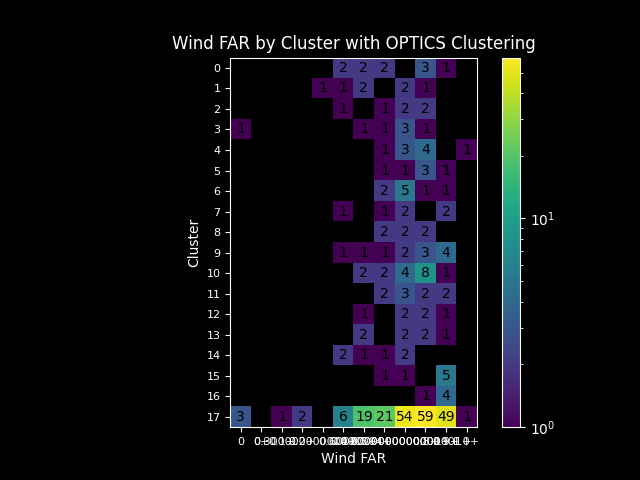 Wind FAR by Cluster with OPTICS Clustering
0 2 2 2 3 1
1 1 1 2 2 1
2 1 1 2 2
3 1 1 1 3 1
4 1 3 4 1
5 1 1 3 1
6 2 5 1 1
7 1 1 2 2
8 2 2 2
9 1 1 1 2 3 4
10 2 2 4 8 1
11 2 3 2 2
12 1 2 2 1
13 2 2 2 1
14 2 1 1 2
15 1 1 5
16 1 4
17 3 1 2 6 19 21 54 59 49 1
0
Wind FAR
Cluster
10¹
10⁰